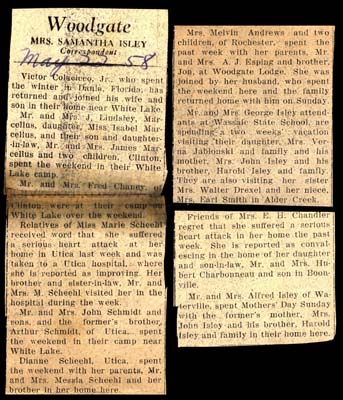 Woodgate
MRS. SAMANTHA ISLEY
Correspondent
May 22 58
Victor Colsesceo, Jr., who spent
the winter in Dania, Florida, has
returned and joined his wife and
son in their home near White Lake.
Mr. and Mrs. J. Lindsley, Mar-
cellus, daughter, Miss Isabel Mar-
cellus, and their son and daughter-
in-law, Mr. and Mrs. James Mar-
cellus and two children, Clinton,
spent the weekend in their White
Lake camp.
Mr. and Mrs. Fred Chaney,
Clinton, were at their camp on
White Lake over the weekend.
Relatives of Miss Marie Scheehl
received word that she suffered
a serious heart attack at her
home in Utica last week and was
taken to a Utica hospital, where
she is reported as improving. Her
brother and sister-in-law, Mr. and
Mrs. M. Scheehl visited her in the
hospital during the week.
Mr. and Mrs. John Schmidt and
sons, and the former's brother,
Arthur Schmidt, of Utica, spent
the weekend in their camp near
White Lake.
Dianne Scheehl, Utica, spent
the weekend with her parents, Mr.
and Mrs. Messla Scheehl and her
brother in her home here.
Mrs. Melvin Andrews and two
children, of Rochester, spent the
past week with her parents, Mr.
and Mrs. A. J. Esping and brother,
Jon, at Woodgate Lodge. She was
joined by her husband, who spent
the weekend here and the family
returned home with him on Sunday.
Mr. and Mrs. George Isley attend-
ants at Wassaic State School, are
spending a two weeks' vacation
visiting their daughter, Mrs. Ver-
na Jablonski and family and his
mother, Mrs. John Isley and his
brother, Harold Isley and family.
They are also visiting her sister
Mrs. Walter Drexel and her niece,
Mrs. Earl Smith in Alder Creek.
Friends of Mrs. E. H. Chandler
regret that she suffered a serious
heart attack in her home the past
week. She is reported as convales-
escing in the home of her daughter
and son-in-law, Mr. and Mrs. Hu-
bert Charbonneau and son in Boon-
ville.
Mr. and Mrs. Alfred Isley of Wa-
terville, spent Mothers' Day Sunday
with the former's mother, Mrs.
John Isley and his brother, Harold
Isley and family in their home here.